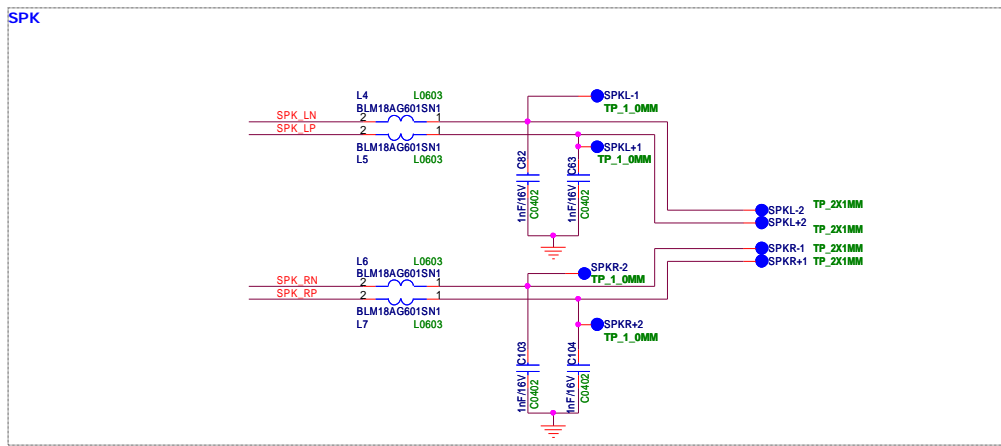 SPK
L4 L0603
BLM18AG601SN1
SPK_LN 2 1
SPK_LP 2 1
BLM18AG601SN1
L5 L0603
SPKL-1
TP_1_0MM
SPKL+1
TP_1_0MM
C82
1nF/16V
C0402
C63
1nF/16V
C0402
SPKL-2 TP_2X1MM
SPKL+2 TP_2X1MM
SPKR-1 TP_2X1MM
SPKR+1 TP_2X1MM
L6 L0603
BLM18AG601SN1
SPK_RN 2 1
SPK_RP 2 1
BLM18AG601SN1
L7 L0603
SPKR-2
TP_1_0MM
SPKR+2
TP_1_0MM
C103
1nF/16V
C0402
C104
1nF/16V
C0402